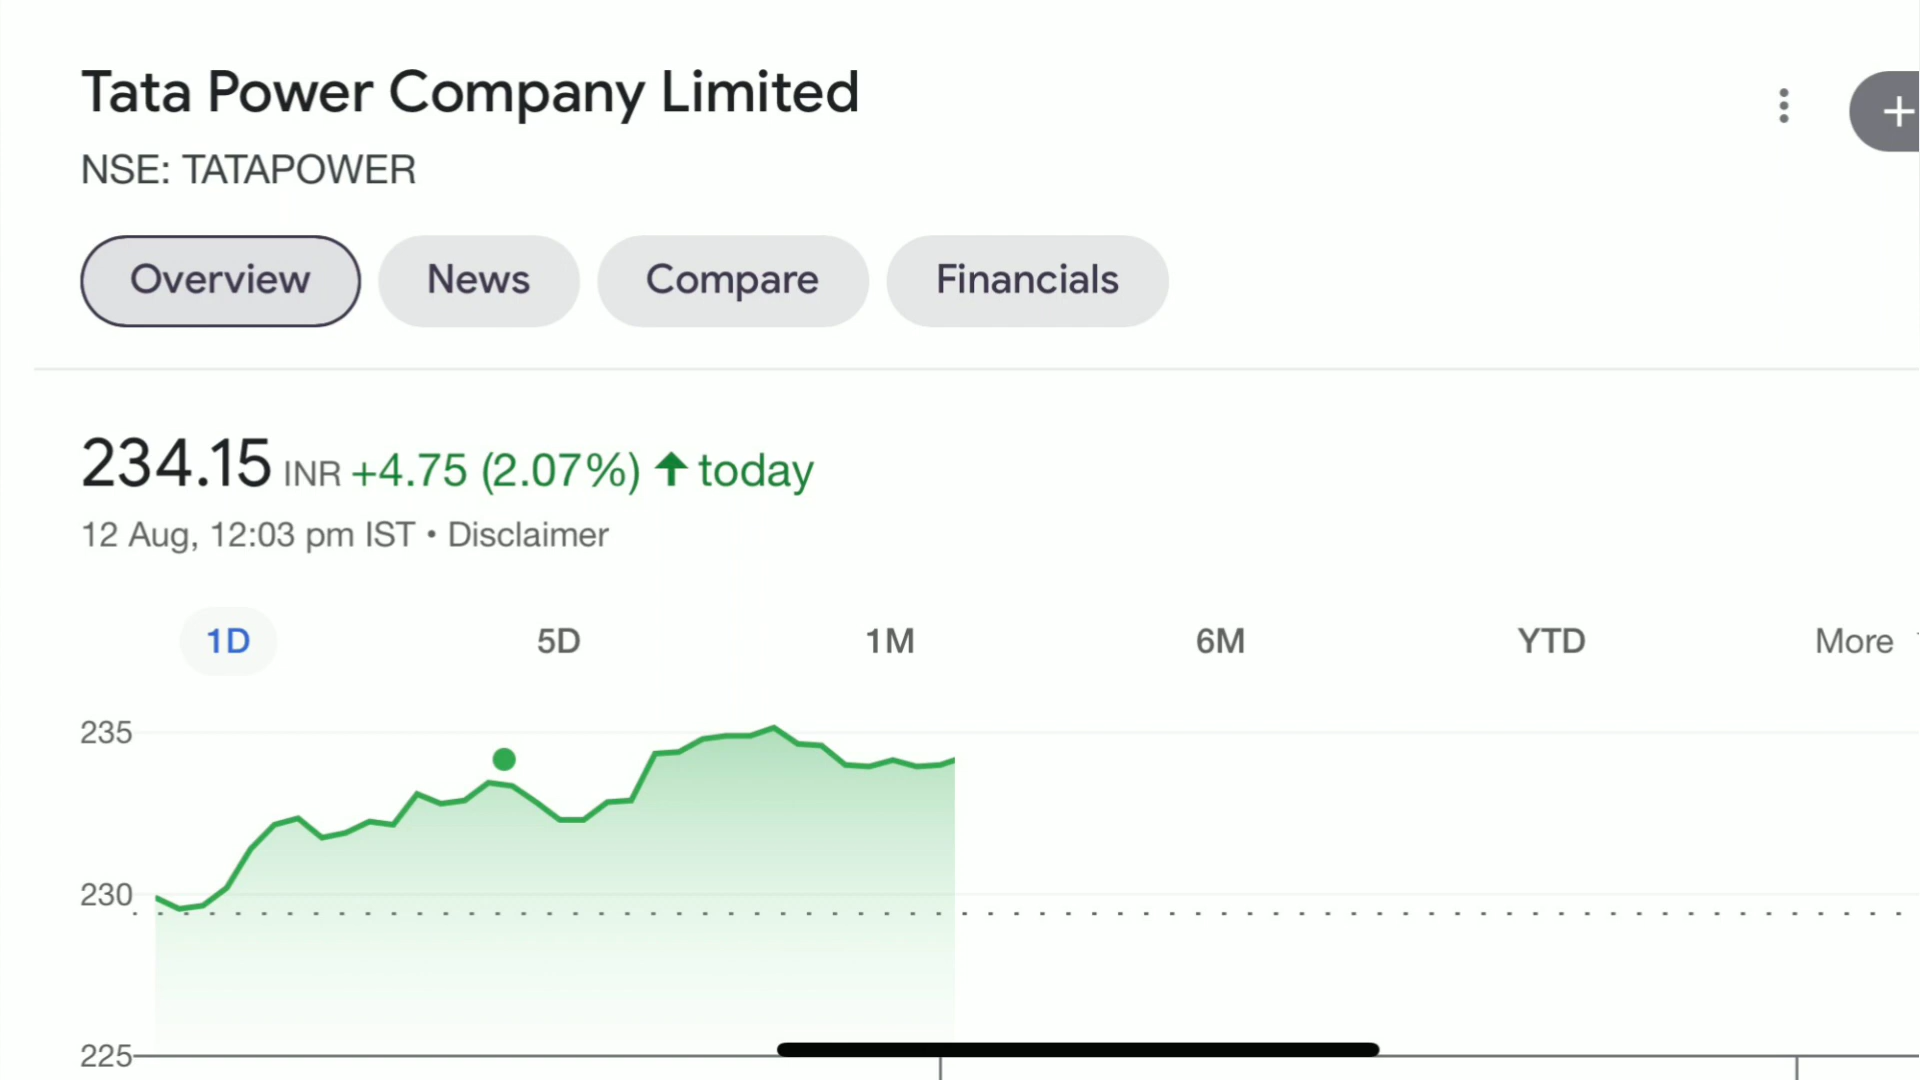 Tata Power Company Limited
NSE: TATAPOWER
Overview News Compare Financials
234.15 INR +4.75 (2.07%) ↑ today
12 Aug, 12:03 pm IST • Disclaimer
1D 5D 1M 6M YTD More
235
230
225